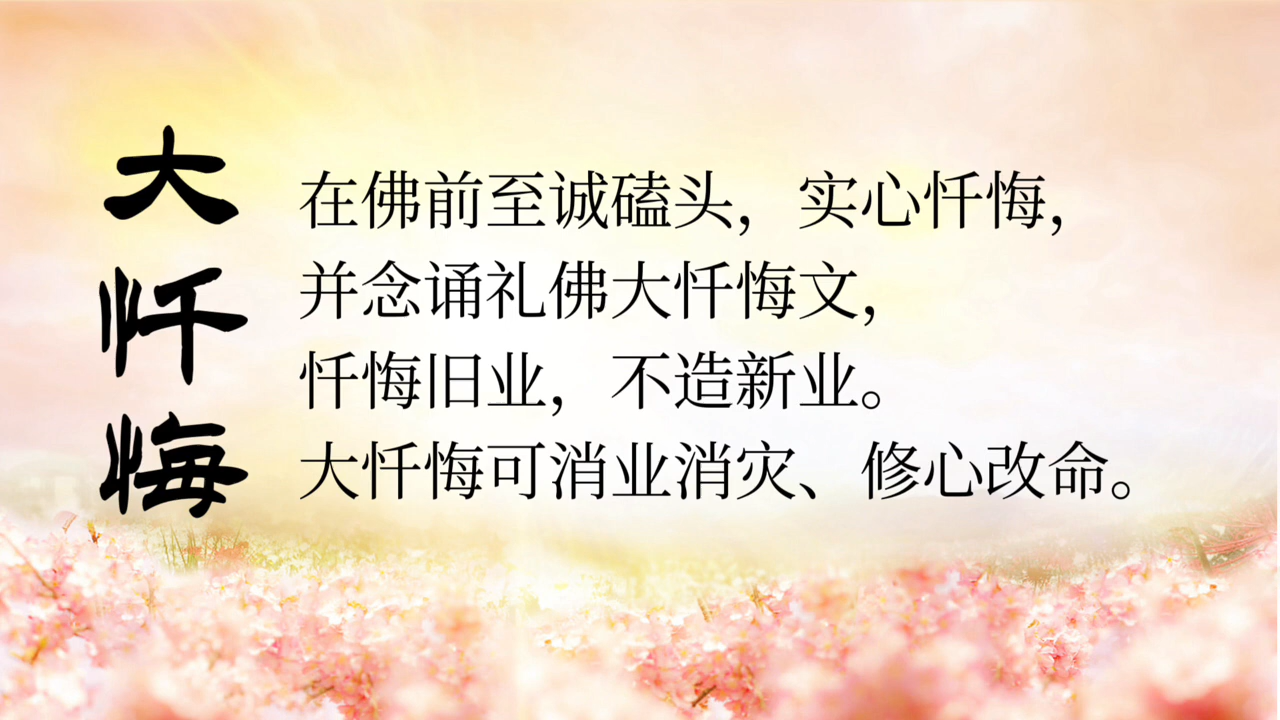 大忏悔
在佛前至诚磕头，实心忏悔，
并念诵礼佛大忏悔文，
忏悔旧业，不造新业。
大忏悔可消业消灾、修心改命。